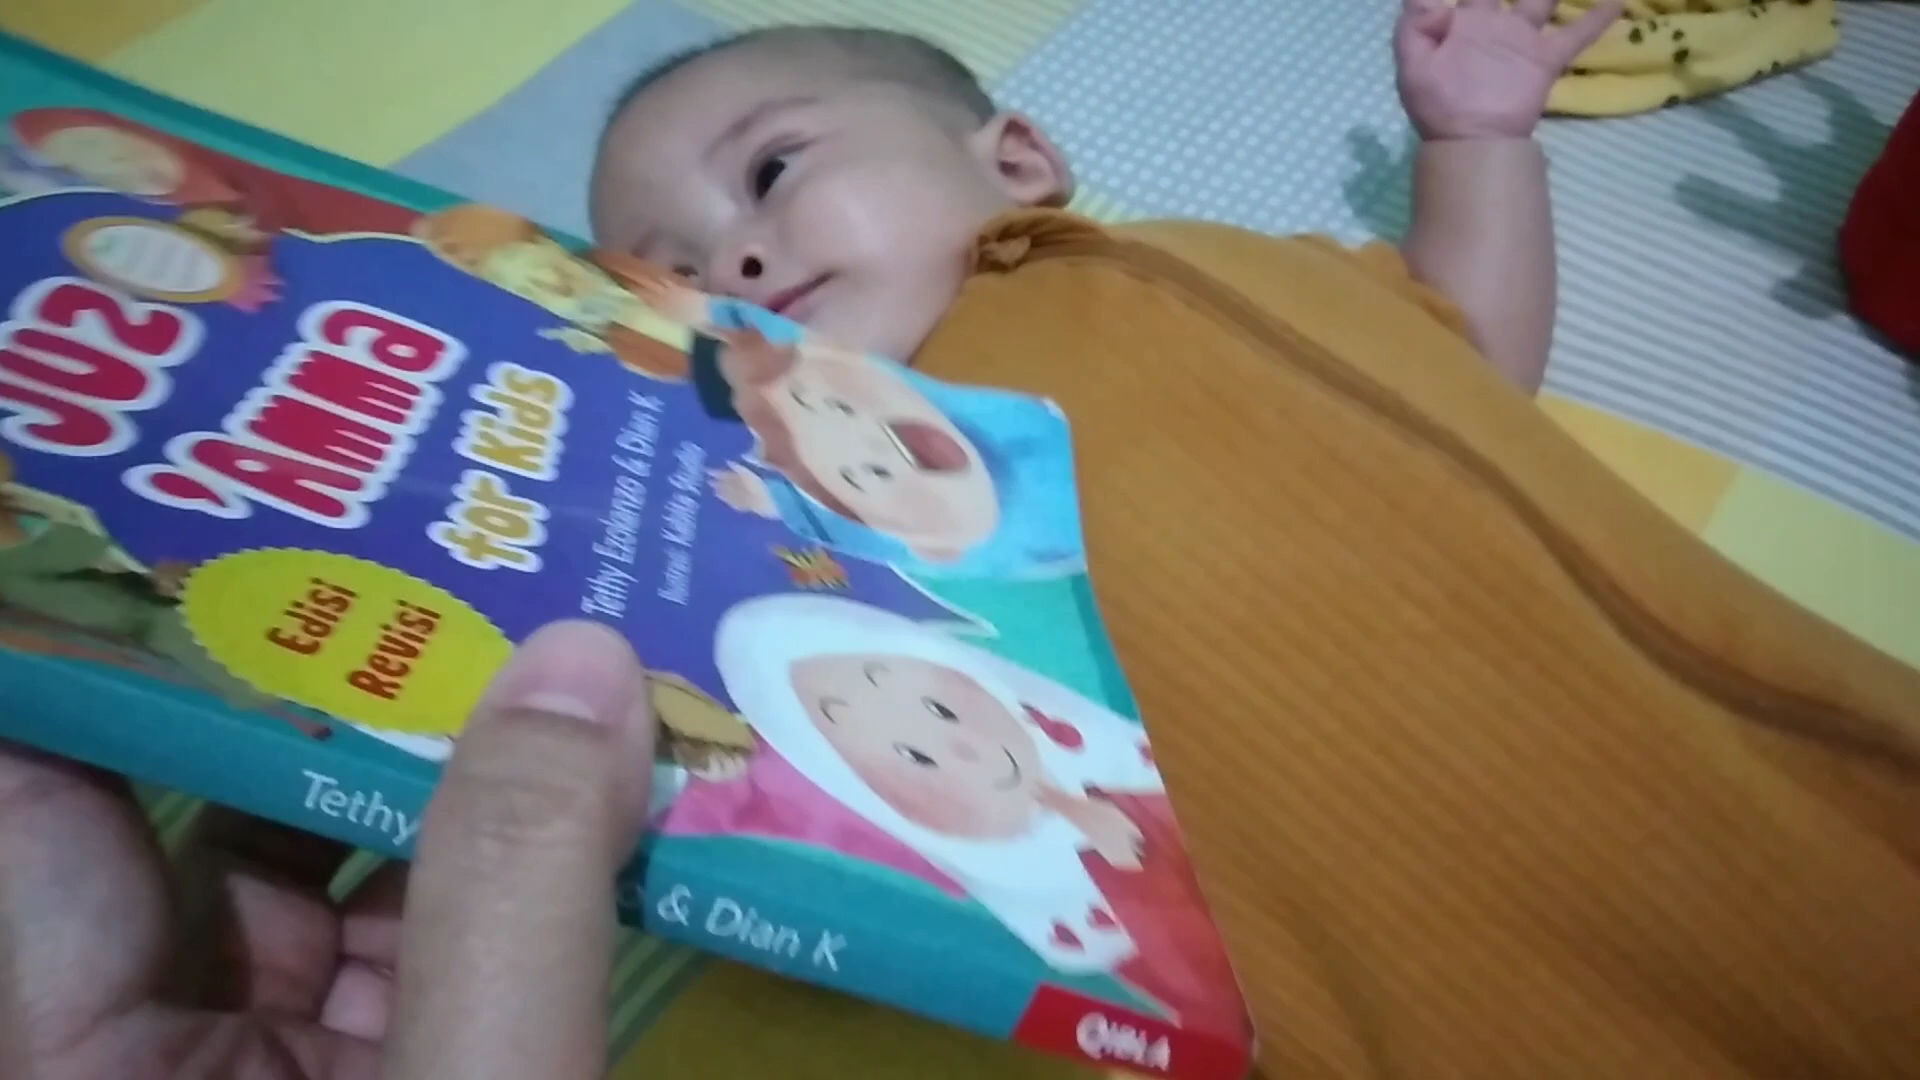 JUZ
'AMMa
for Kids
Tethy Ezokanzo & Dian K
Edisi
Revisi
Tethy
& Dian K
QIBLA